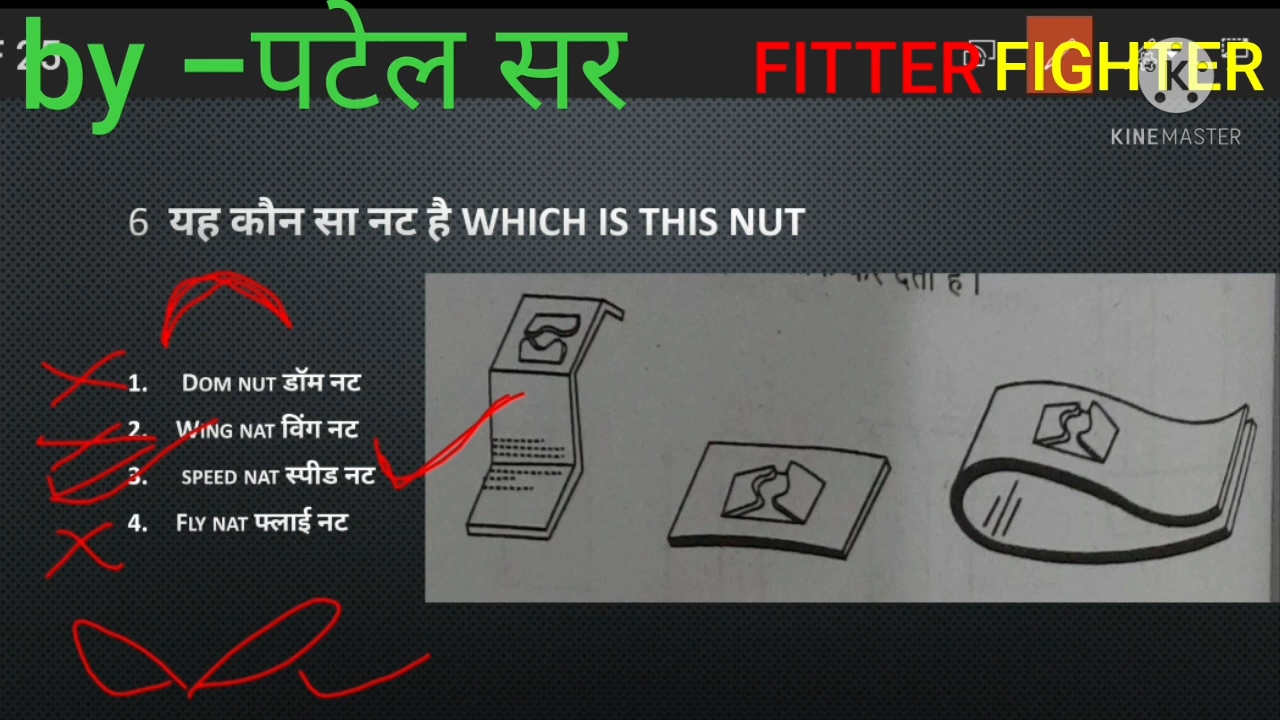 by –पटेल सर
FITTER FIGHTER
KINEMASTER
6 यह कौन सा नट है WHICH IS THIS NUT
1. DOM NUT डॉम नट
2. WING NAT विंग नट
3. SPEED NAT स्पीड नट
4. FLY NAT फ्लाई नट